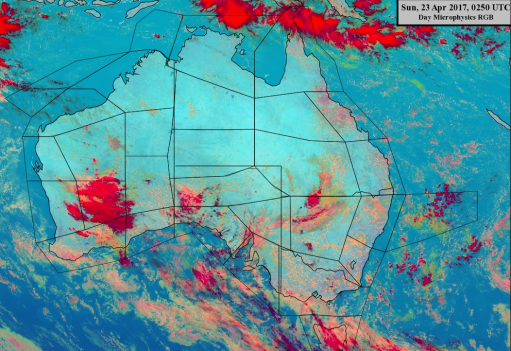 Sun, 23 Apr 2017, 0250 UTC
Day Microphysics RGB